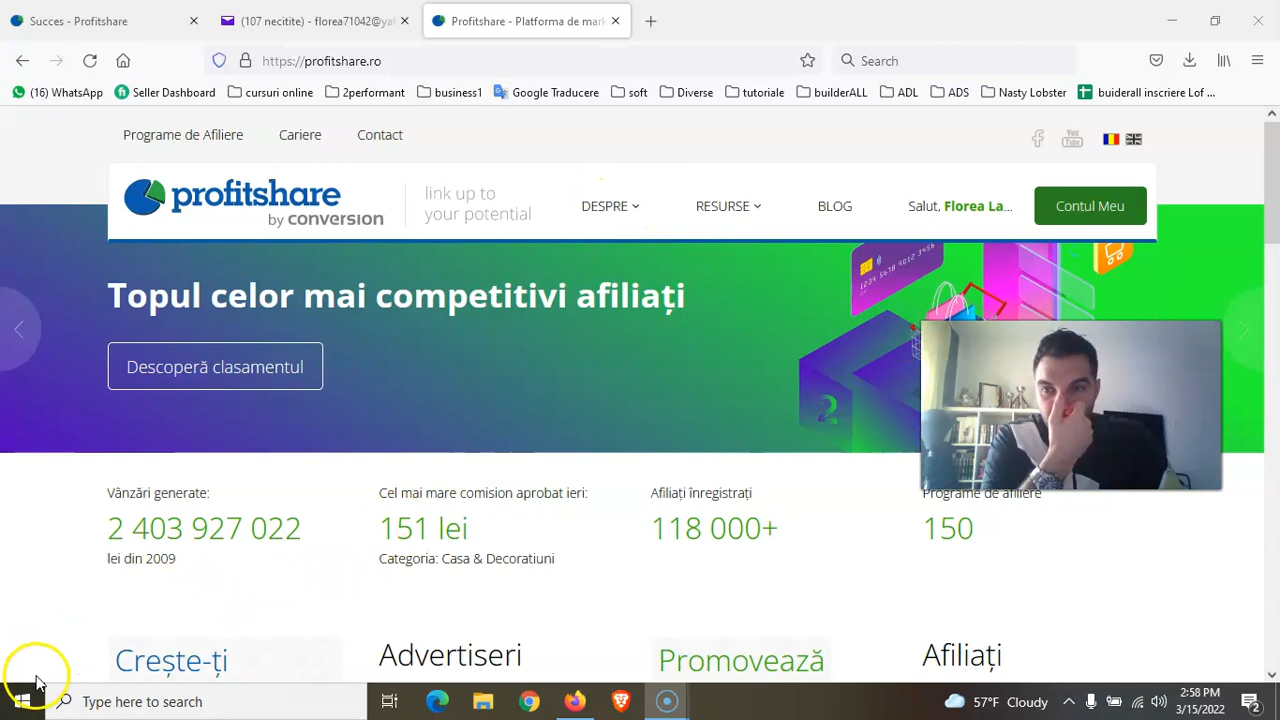 Succes - Profitshare
(107 necitite) - florea71042@ya
Profitshare - Platforma de mark
https://profitshare.ro
Search
(16) WhatsApp
Seller Dashboard
cursuri online
2performant
business1
Google Traducere
soft
Diverse
tutoriale
builderALL
ADL
ADS
Nasty Lobster
buiderall inscriere Lof ...
Programe de Afiliere
Cariere
Contact
You
Tube
profitshare
by conversion
link up to
your potential
DESPRE
RESURSE
BLOG
Salut, Florea La...
Contul Meu
Topul celor mai competitivi afiliați
Descoperă clasamentul
2
Vânzări generate:
2 403 927 022
lei din 2009
Cel mai mare comision aprobat ieri:
151 lei
Categoria: Casa & Decoratiuni
Afiliați înregistrați
118 000+
Programe de afiliere
150
Crește-ți
Advertiseri
Promovează
Afiliați
Type here to search
57°F Cloudy
2:58 PM
3/15/2022
2